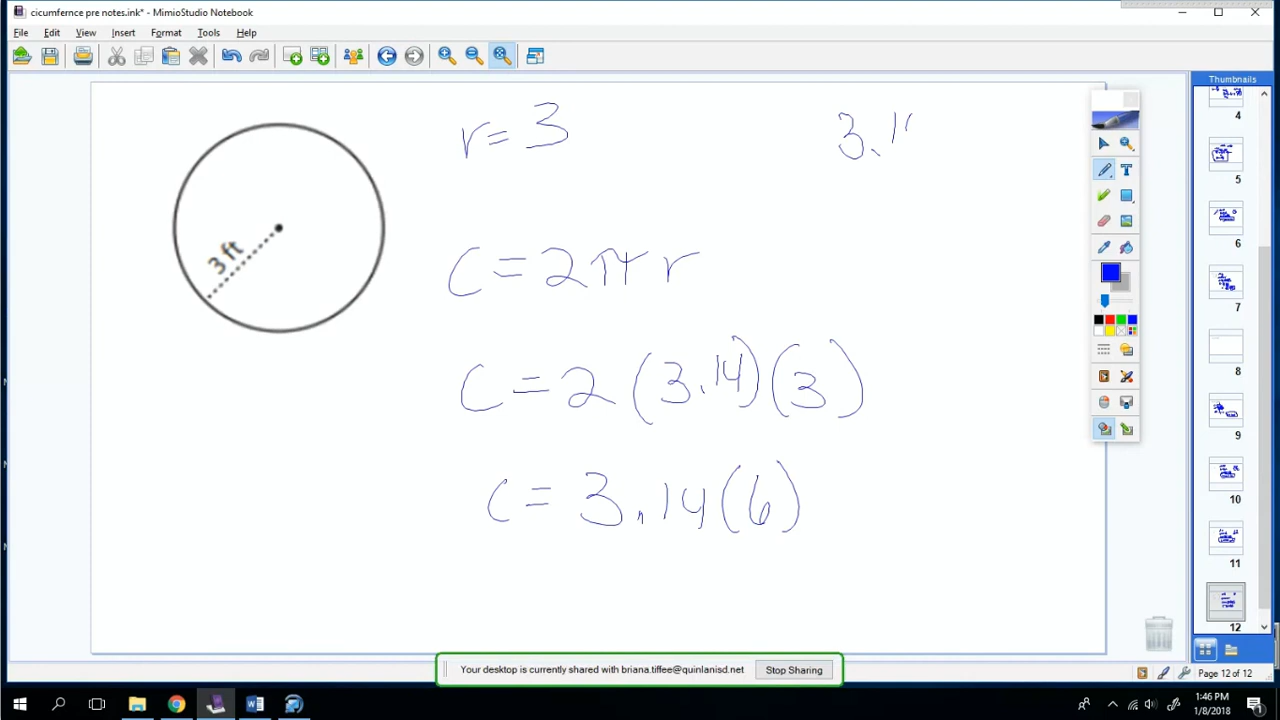 cicumfernce pre notes.ink* - MimioStudio Notebook
File Edit View Insert Format Tools Help
Thumbnails
4
5
6
7
8
9
10
11
12
r = 3
3.1
3 ft
C = 2πr
C = 2(3.14)(3)
C = 3.14(6)
Your desktop is currently shared with briana.tiffee@quinlanisd.net Stop Sharing
Page 12 of 12
1:46 PM
1/8/2018